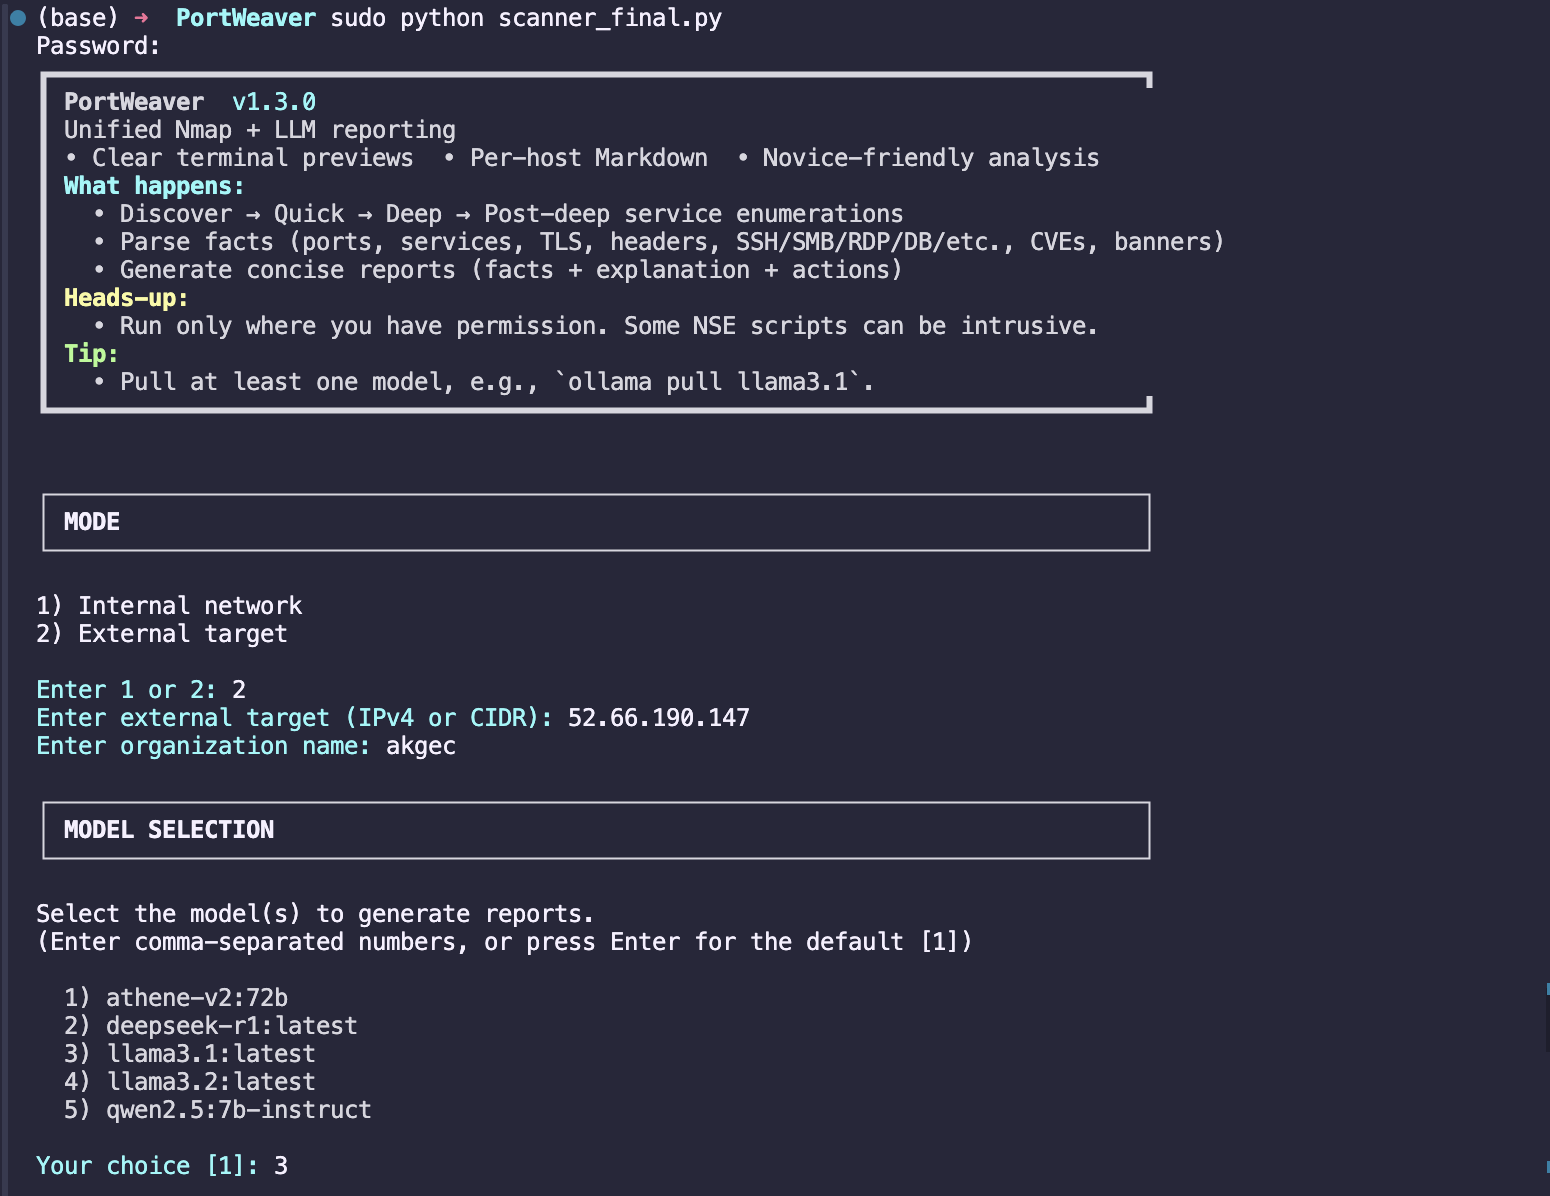 (base) ➜ PortWeaver sudo python scanner_final.py
Password:
PortWeaver v1.3.0
Unified Nmap + LLM reporting
• Clear terminal previews • Per-host Markdown • Novice-friendly analysis
What happens:
• Discover → Quick → Deep → Post-deep service enumerations
• Parse facts (ports, services, TLS, headers, SSH/SMB/RDP/DB/etc., CVEs, banners)
• Generate concise reports (facts + explanation + actions)
Heads-up:
• Run only where you have permission. Some NSE scripts can be intrusive.
Tip:
• Pull at least one model, e.g., `ollama pull llama3.1`.
MODE
1) Internal network
2) External target
Enter 1 or 2: 2
Enter external target (IPv4 or CIDR): 52.66.190.147
Enter organization name: akgec
MODEL SELECTION
Select the model(s) to generate reports.
(Enter comma-separated numbers, or press Enter for the default [1])
1) athene-v2:72b
2) deepseek-r1:latest
3) llama3.1:latest
4) llama3.2:latest
5) qwen2.5:7b-instruct
Your choice [1]: 3